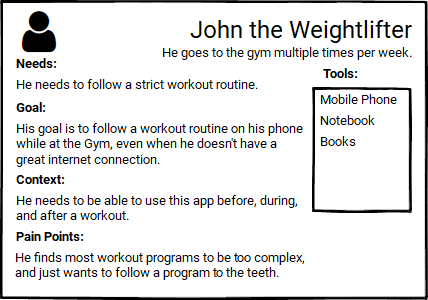 John the Weightlifter
He goes to the gym multiple times per week.
Needs:
He needs to follow a strict workout routine.
Goal:
His goal is to follow a workout routine on his phone
while at the Gym, even when he doesn't have a
great internet connection.
Context:
He needs to be able to use this app before, during,
and after a workout.
Pain Points:
He finds most workout programs to be too complex,
and just wants to follow a program to the teeth.
Tools:
Mobile Phone
Notebook
Books